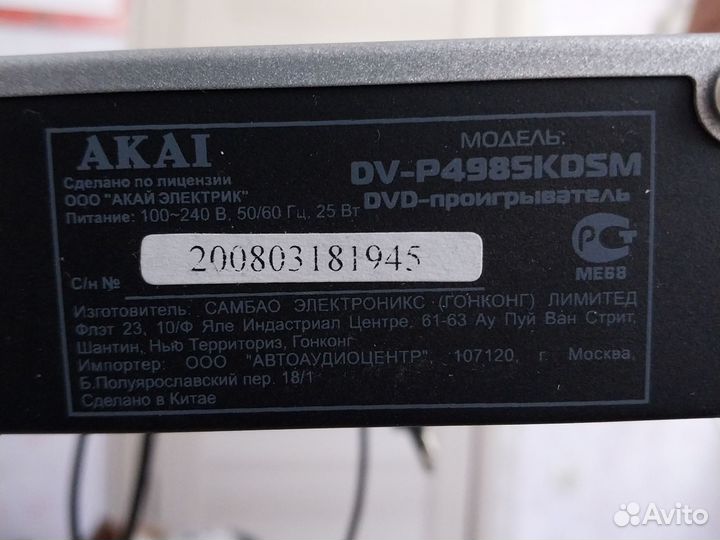 AKAI
Сделано по лицензии
ООО "АКАЙ ЭЛЕКТРИК"
Питание: 100~240 В, 50/60 Гц, 25 Вт
МОДЕЛЬ:
DV-P4985KDSM
DVD-проигрыватель
С/н № 200803181945
РСТ
МЕ68
Изготовитель: САМБАО ЭЛЕКТРОНИКС (ГОНКОНГ) ЛИМИТЕД
Флэт 23, 10/Ф Яле Индастриал Центре, 61-63 Ау Пуй Ван Стрит,
Шантин, Нью Территориз, Гонконг
Импортер: ООО "АВТОАУДИОЦЕНТР", 107120, г. Москва,
Б.Полуярославский пер. 18/1
Сделано в Китае
Avito